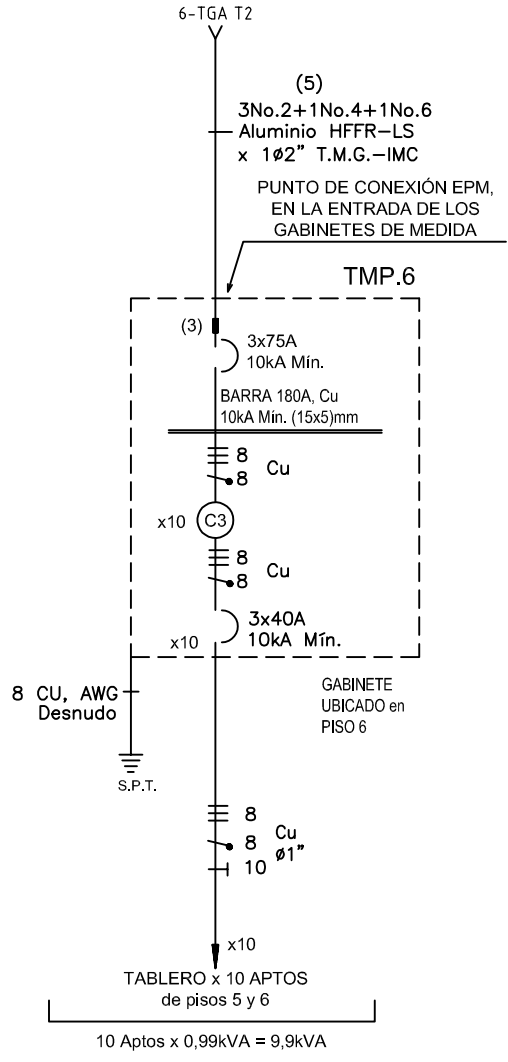 6-TGA T2
(5)
3No.2+1No.4+1No.6
Aluminio HFFR-LS
x 1ø2" T.M.G.-IMC
PUNTO DE CONEXIÓN EPM,
EN LA ENTRADA DE LOS
GABINETES DE MEDIDA
TMP.6
(3)
3x75A
10kA Mín.
BARRA 180A, Cu
10kA Mín. (15x5)mm
8
8
Cu
x10
C3
8
8
Cu
3x40A
10kA Mín.
x10
8 CU, AWG
Desnudo
S.P.T.
GABINETE
UBICADO en
PISO 6
8
8
Cu
ø1"
10
x10
TABLERO x 10 APTOS
de pisos 5 y 6
10 Aptos x 0,99kVA = 9,9kVA